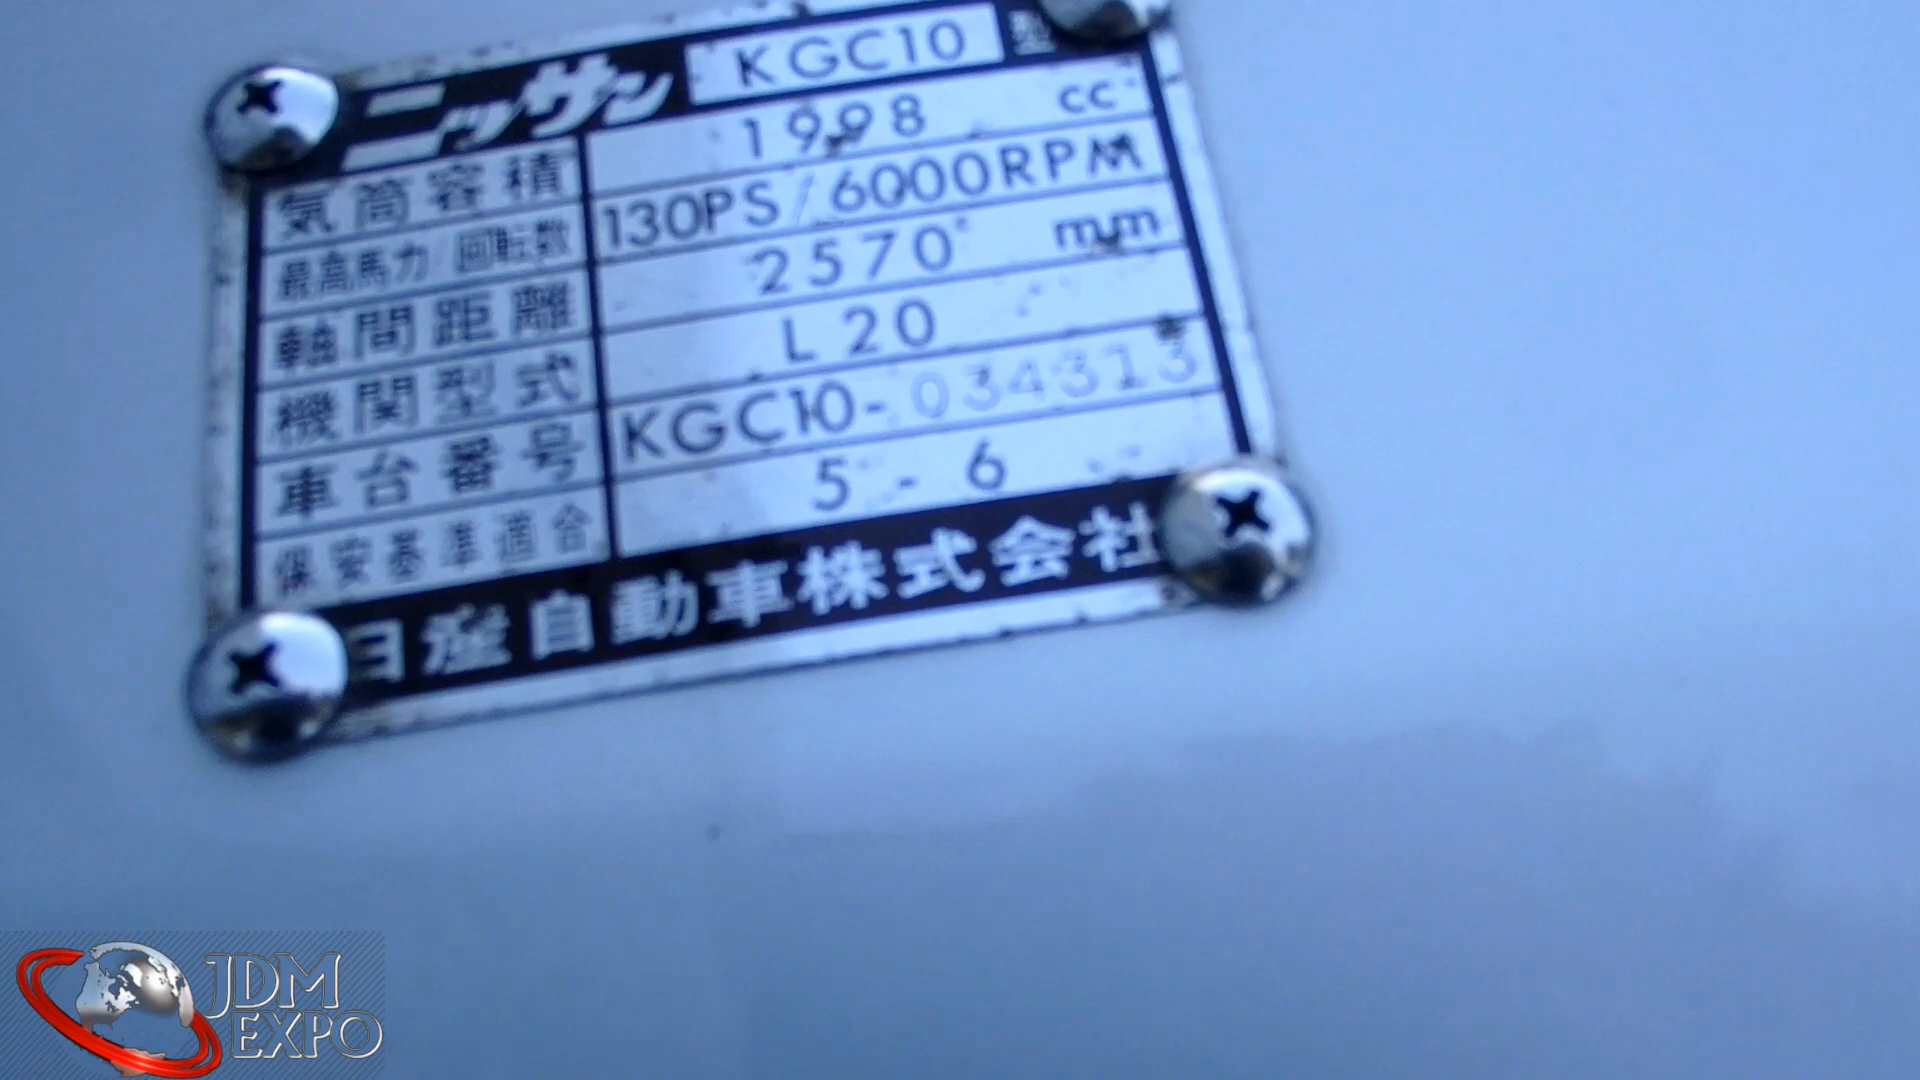 ニッサン KGC10 型
気筒容積 1998 cc
最高馬力/回転数 130PS/6000RPM
軸間距離 2570 mm
機関型式 L20
車台番号 KGC10-034313
保安基準適合 5-6
日産自動車株式会社
JDM
EXPO